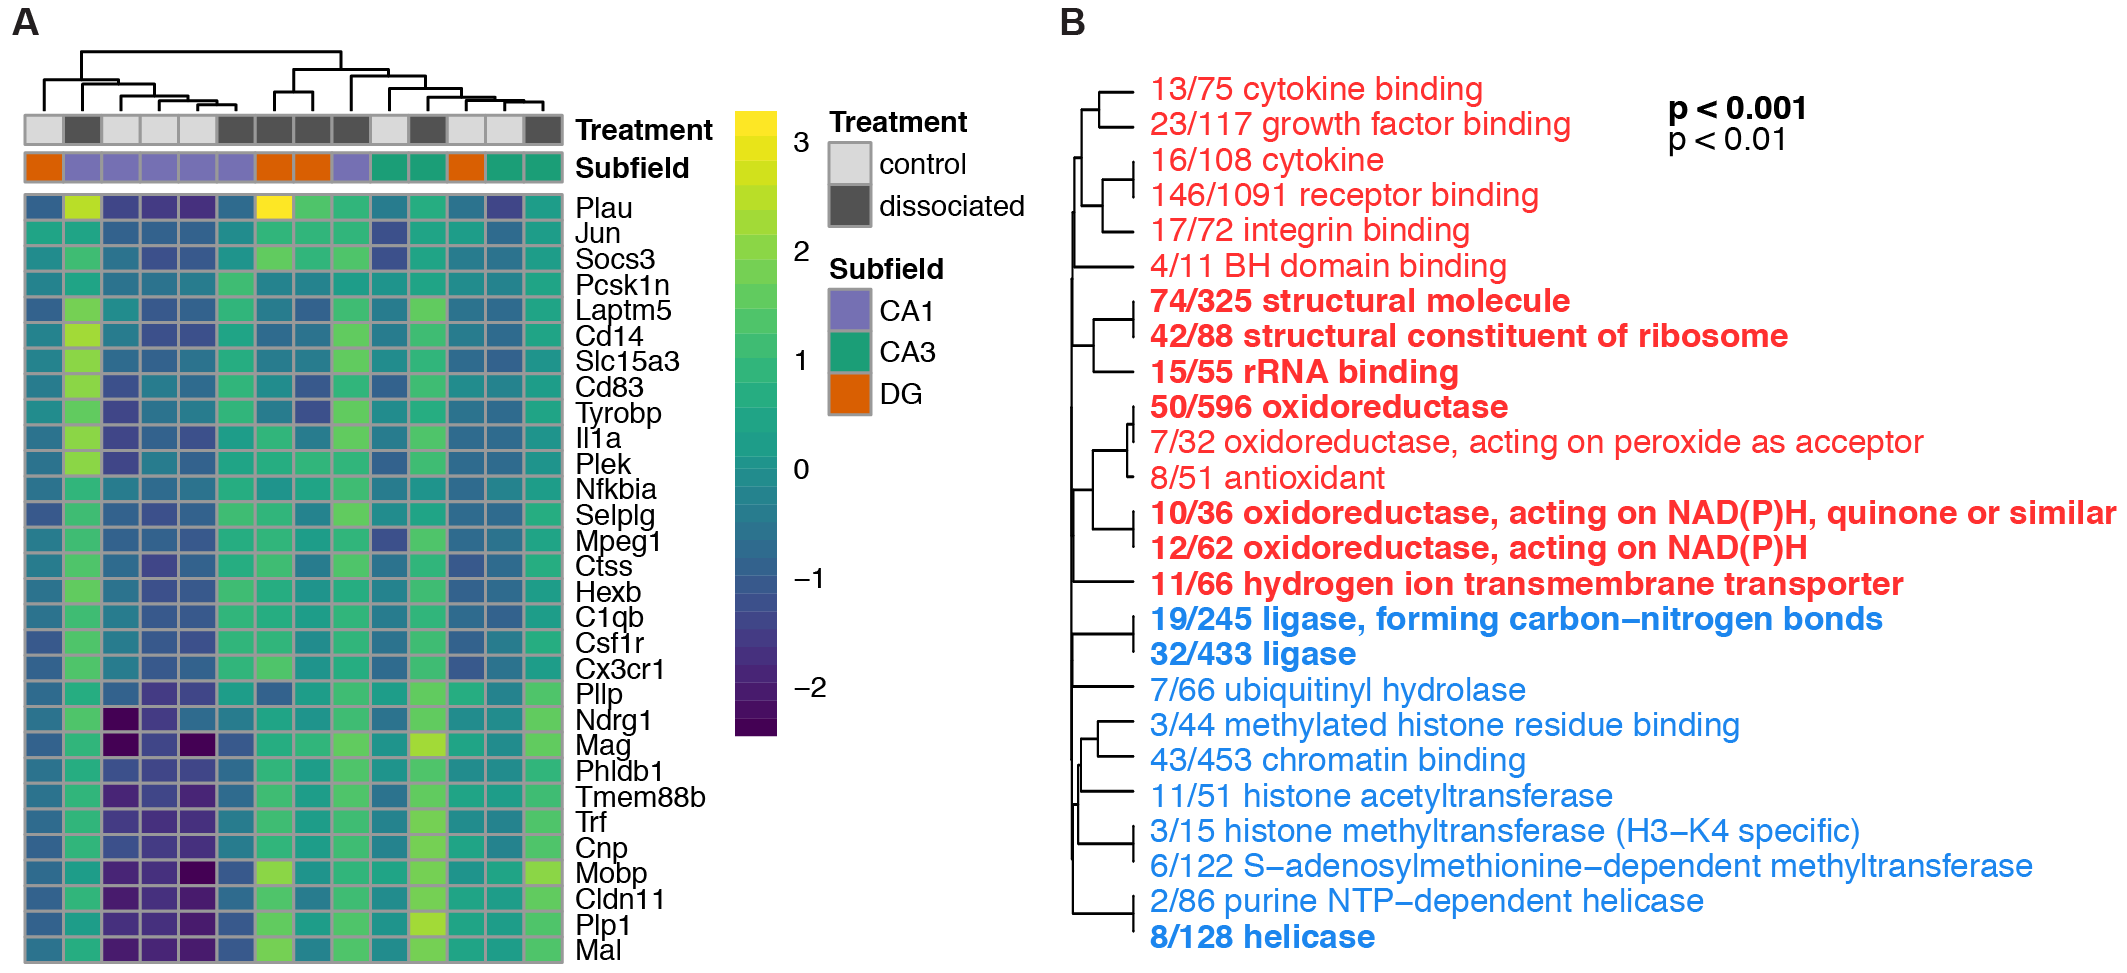 A
Treatment
Subfield
Plau
Jun
Socs3
Pcsk1n
Laptm5
Cd14
Slc15a3
Cd83
Tyrobp
Il1a
Plek
Nfkbia
Selplg
Mpeg1
Ctss
Hexb
C1qb
Csf1r
Cx3cr1
Pllp
Ndrg1
Mag
Phldb1
Tmem88b
Trf
Cnp
Mobp
Cldn11
Plp1
Mal
3
2
1
0
−1
−2
Treatment
control
dissociated
Subfield
CA1
CA3
DG
B
13/75 cytokine binding
23/117 growth factor binding
16/108 cytokine
146/1091 receptor binding
17/72 integrin binding
4/11 BH domain binding
74/325 structural molecule
42/88 structural constituent of ribosome
15/55 rRNA binding
50/596 oxidoreductase
7/32 oxidoreductase, acting on peroxide as acceptor
8/51 antioxidant
10/36 oxidoreductase, acting on NAD(P)H, quinone or similar
12/62 oxidoreductase, acting on NAD(P)H
11/66 hydrogen ion transmembrane transporter
19/245 ligase, forming carbon−nitrogen bonds
32/433 ligase
7/66 ubiquitinyl hydrolase
3/44 methylated histone residue binding
43/453 chromatin binding
11/51 histone acetyltransferase
3/15 histone methyltransferase (H3−K4 specific)
6/122 S−adenosylmethionine−dependent methyltransferase
2/86 purine NTP−dependent helicase
8/128 helicase
p < 0.001
p < 0.01